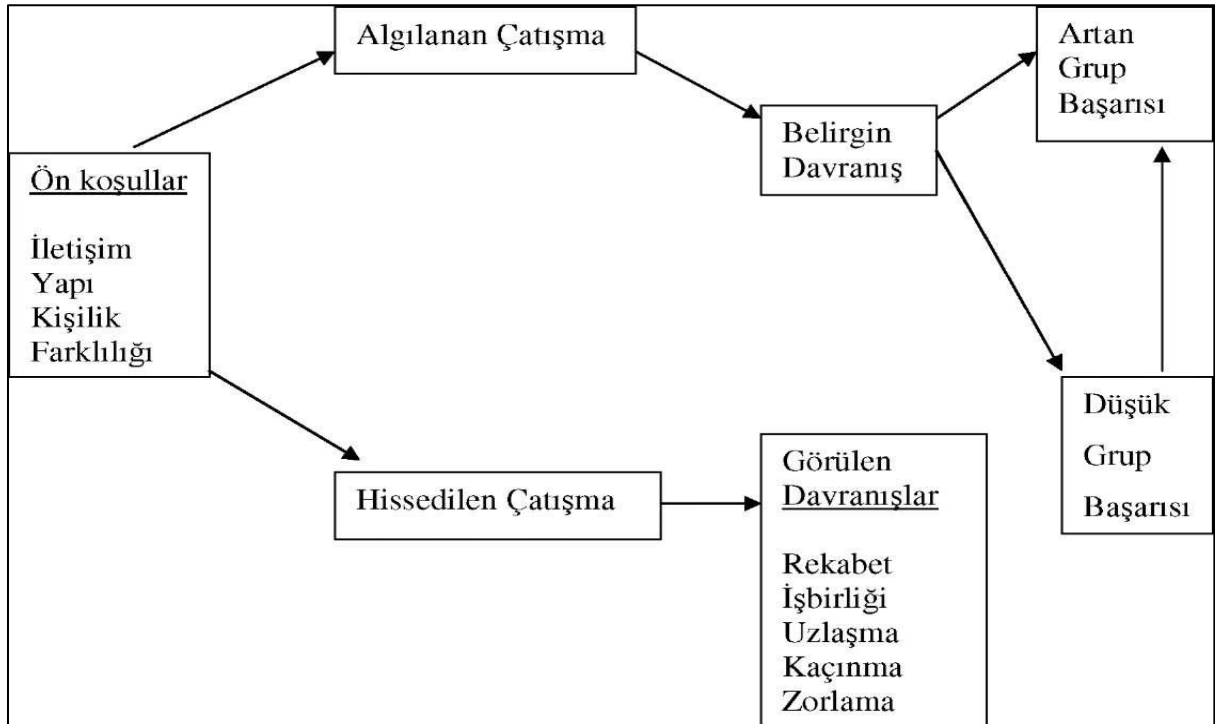 Algılanan Çatışma
Artan
Grup
Başarısı
Belirgin
Davranış
Ön koşullar
İletişim
Yapı
Kişilik
Farklılığı
Düşük
Grup
Başarısı
Hissedilen Çatışma
Görülen
Davranışlar
Rekabet
İşbirliği
Uzlaşma
Kaçınma
Zorlama